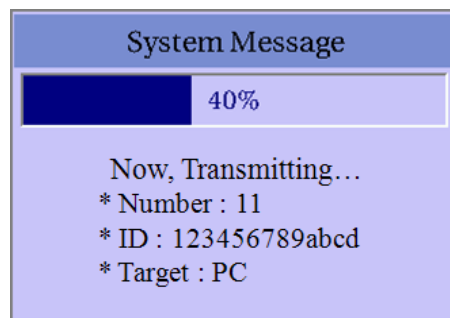 System Message
40%
Now, Transmitting...
* Number : 11
* ID : 123456789abcd
* Target : PC